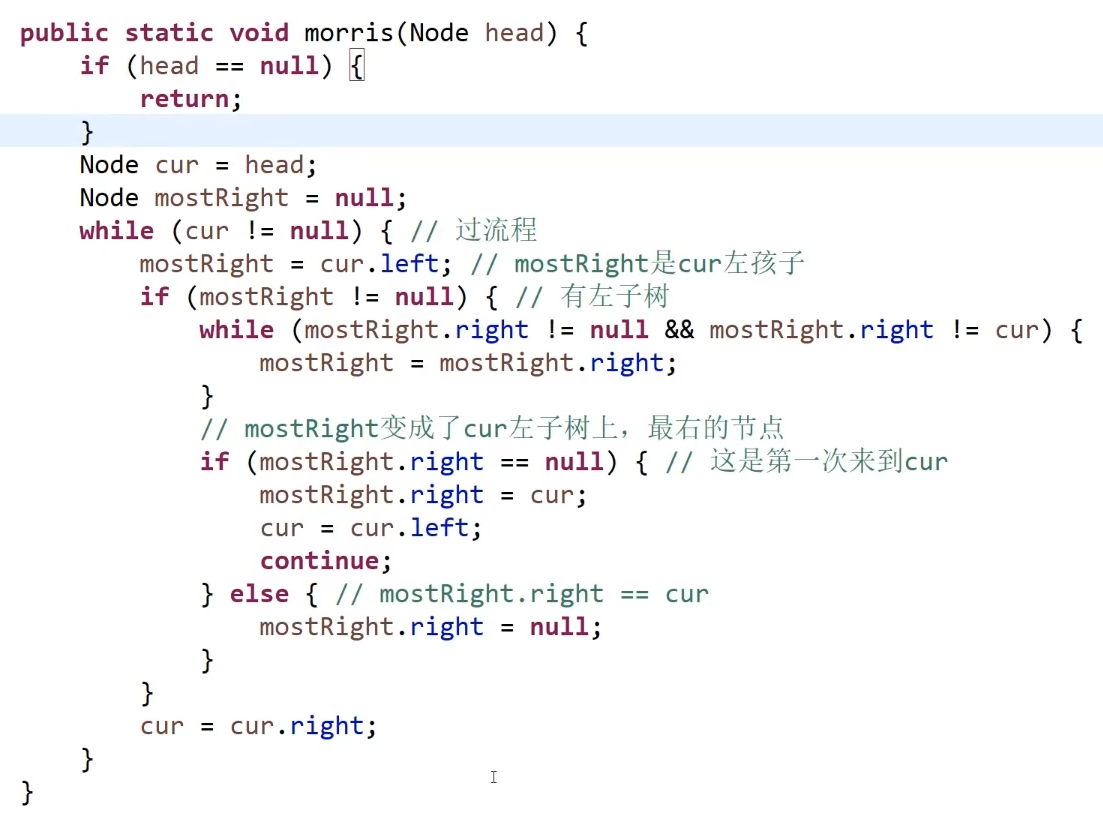 public static void morris(Node head) {
    if (head == null) {
        return;
    }
    Node cur = head;
    Node mostRight = null;
    while (cur != null) { // 过流程
        mostRight = cur.left; // mostRight是cur左孩子
        if (mostRight != null) { // 有左子树
            while (mostRight.right != null && mostRight.right != cur) {
                mostRight = mostRight.right;
            }
            // mostRight变成了cur左子树上，最右的节点
            if (mostRight.right == null) { // 这是第一次来到cur
                mostRight.right = cur;
                cur = cur.left;
                continue;
            } else { // mostRight.right == cur
                mostRight.right = null;
            }
        }
        cur = cur.right;
    }
}